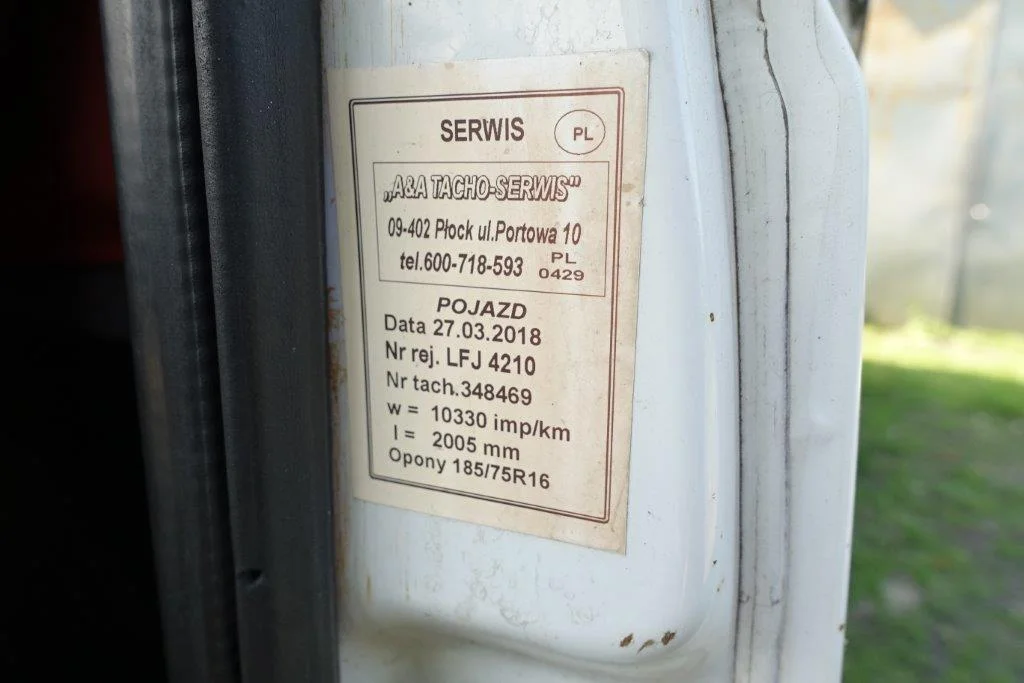 SERWIS PL
„A&A TACHO-SERWIS"
09-402 Płock ul.Portowa 10
tel.600-718-593 PL
0429
POJAZD
Data 27.03.2018
Nr rej. LFJ 4210
Nr tach.348469
w = 10330 imp/km
l = 2005 mm
Opony 185/75R16